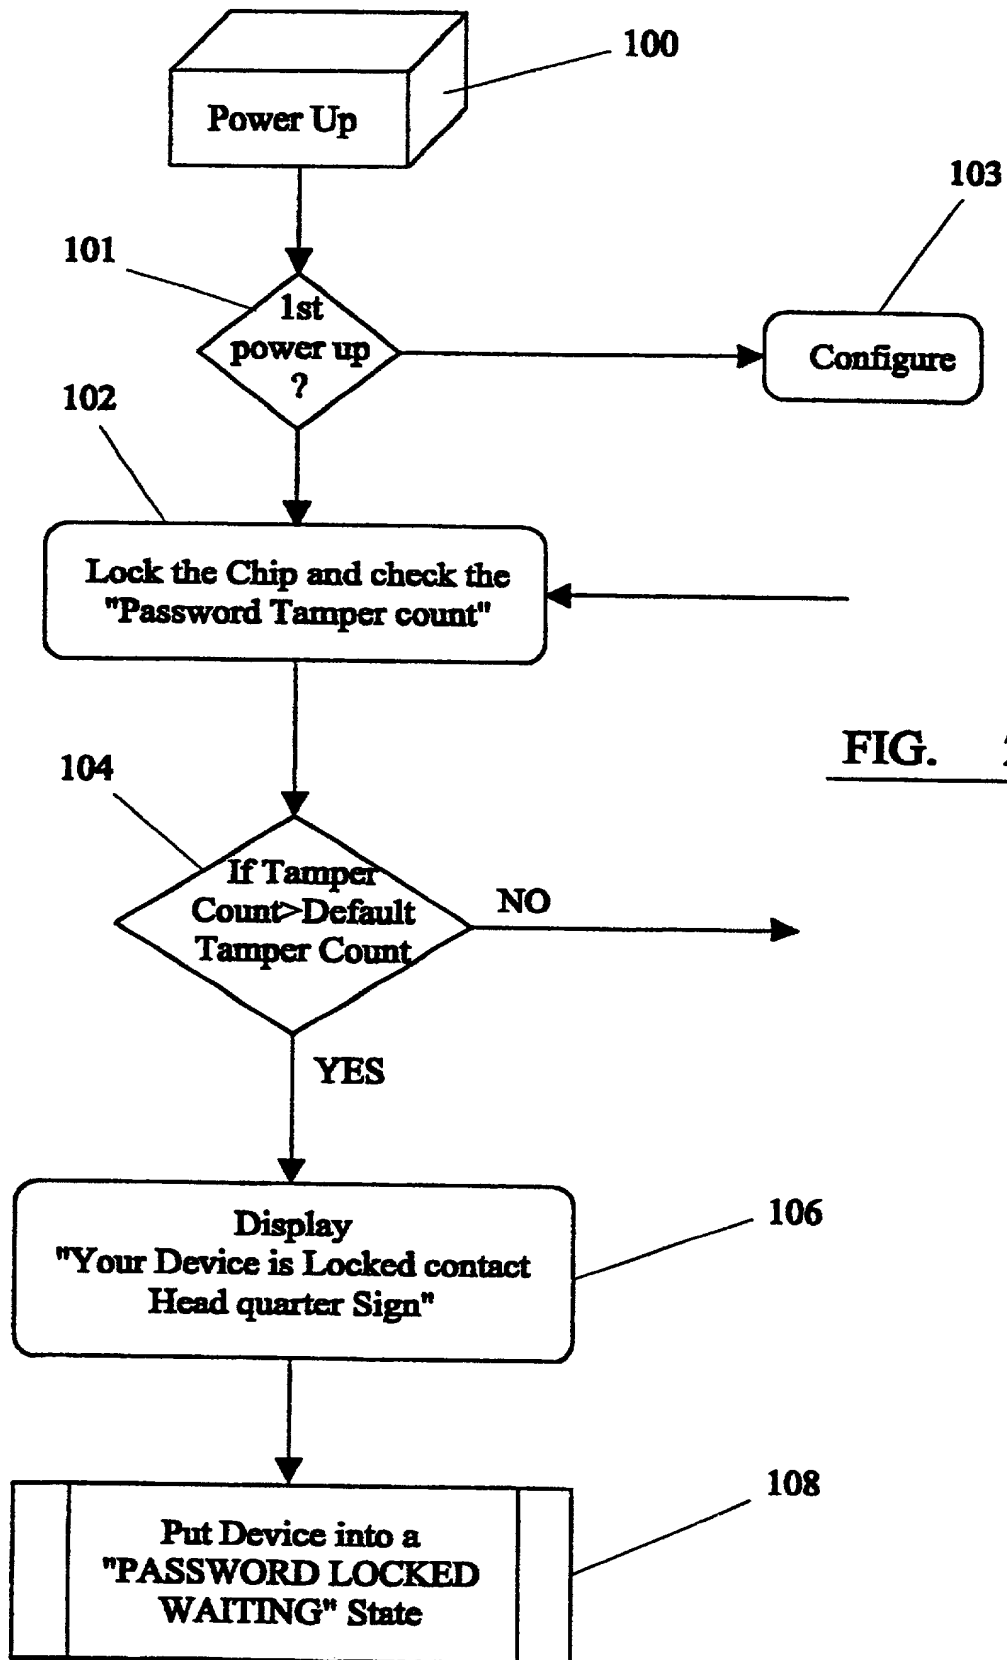 100
Power Up
103
101
1st
power up
?
Configure
102
Lock the Chip and check the
"Password Tamper count"
FIG.
104
If Tamper
Count>Default
Tamper Count
NO
YES
Display
"Your Device is Locked contact
Head quarter Sign"
106
108
Put Device into a
"PASSWORD LOCKED
WAITING" State